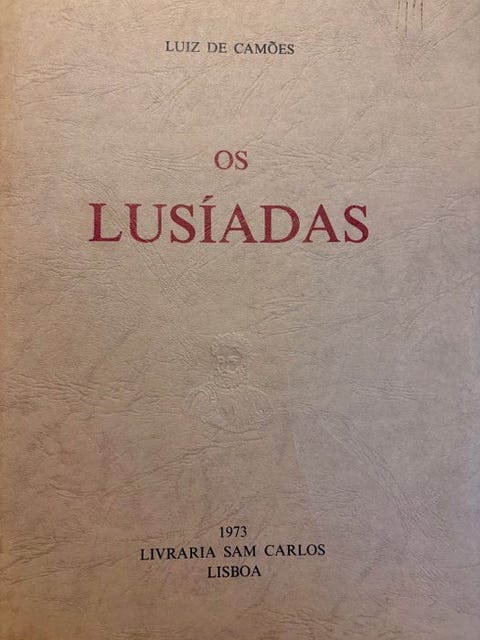 LUIZ DE CAMÕES
OS
LUSÍADAS
1973
LIVRARIA SAM CARLOS
LISBOA